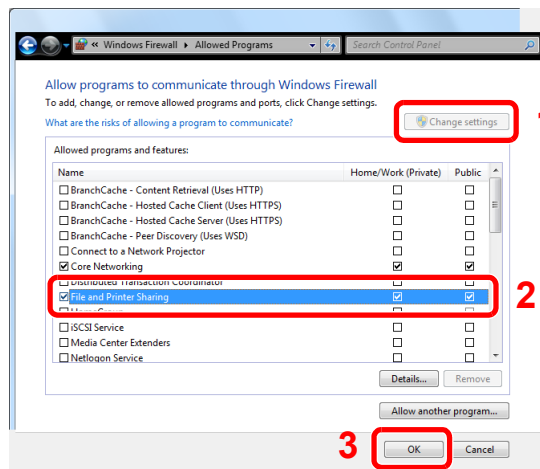 « Windows Firewall ▸ Allowed Programs Search Control Panel
Allow programs to communicate through Windows Firewall
To add, change, or remove allowed programs and ports, click Change settings.
What are the risks of allowing a program to communicate? Change settings
Allowed programs and features:
Name Home/Work (Private) Public
BranchCache - Content Retrieval (Uses HTTP)
BranchCache - Hosted Cache Client (Uses HTTPS)
BranchCache - Hosted Cache Server (Uses HTTPS)
BranchCache - Peer Discovery (Uses WSD)
Connect to a Network Projector
Core Networking
Distributed Transaction Coordinator
File and Printer Sharing 2
HomeGroup
iSCSI Service
Media Center Extenders
Netlogon Service
Details... Remove
Allow another program...
3 OK Cancel